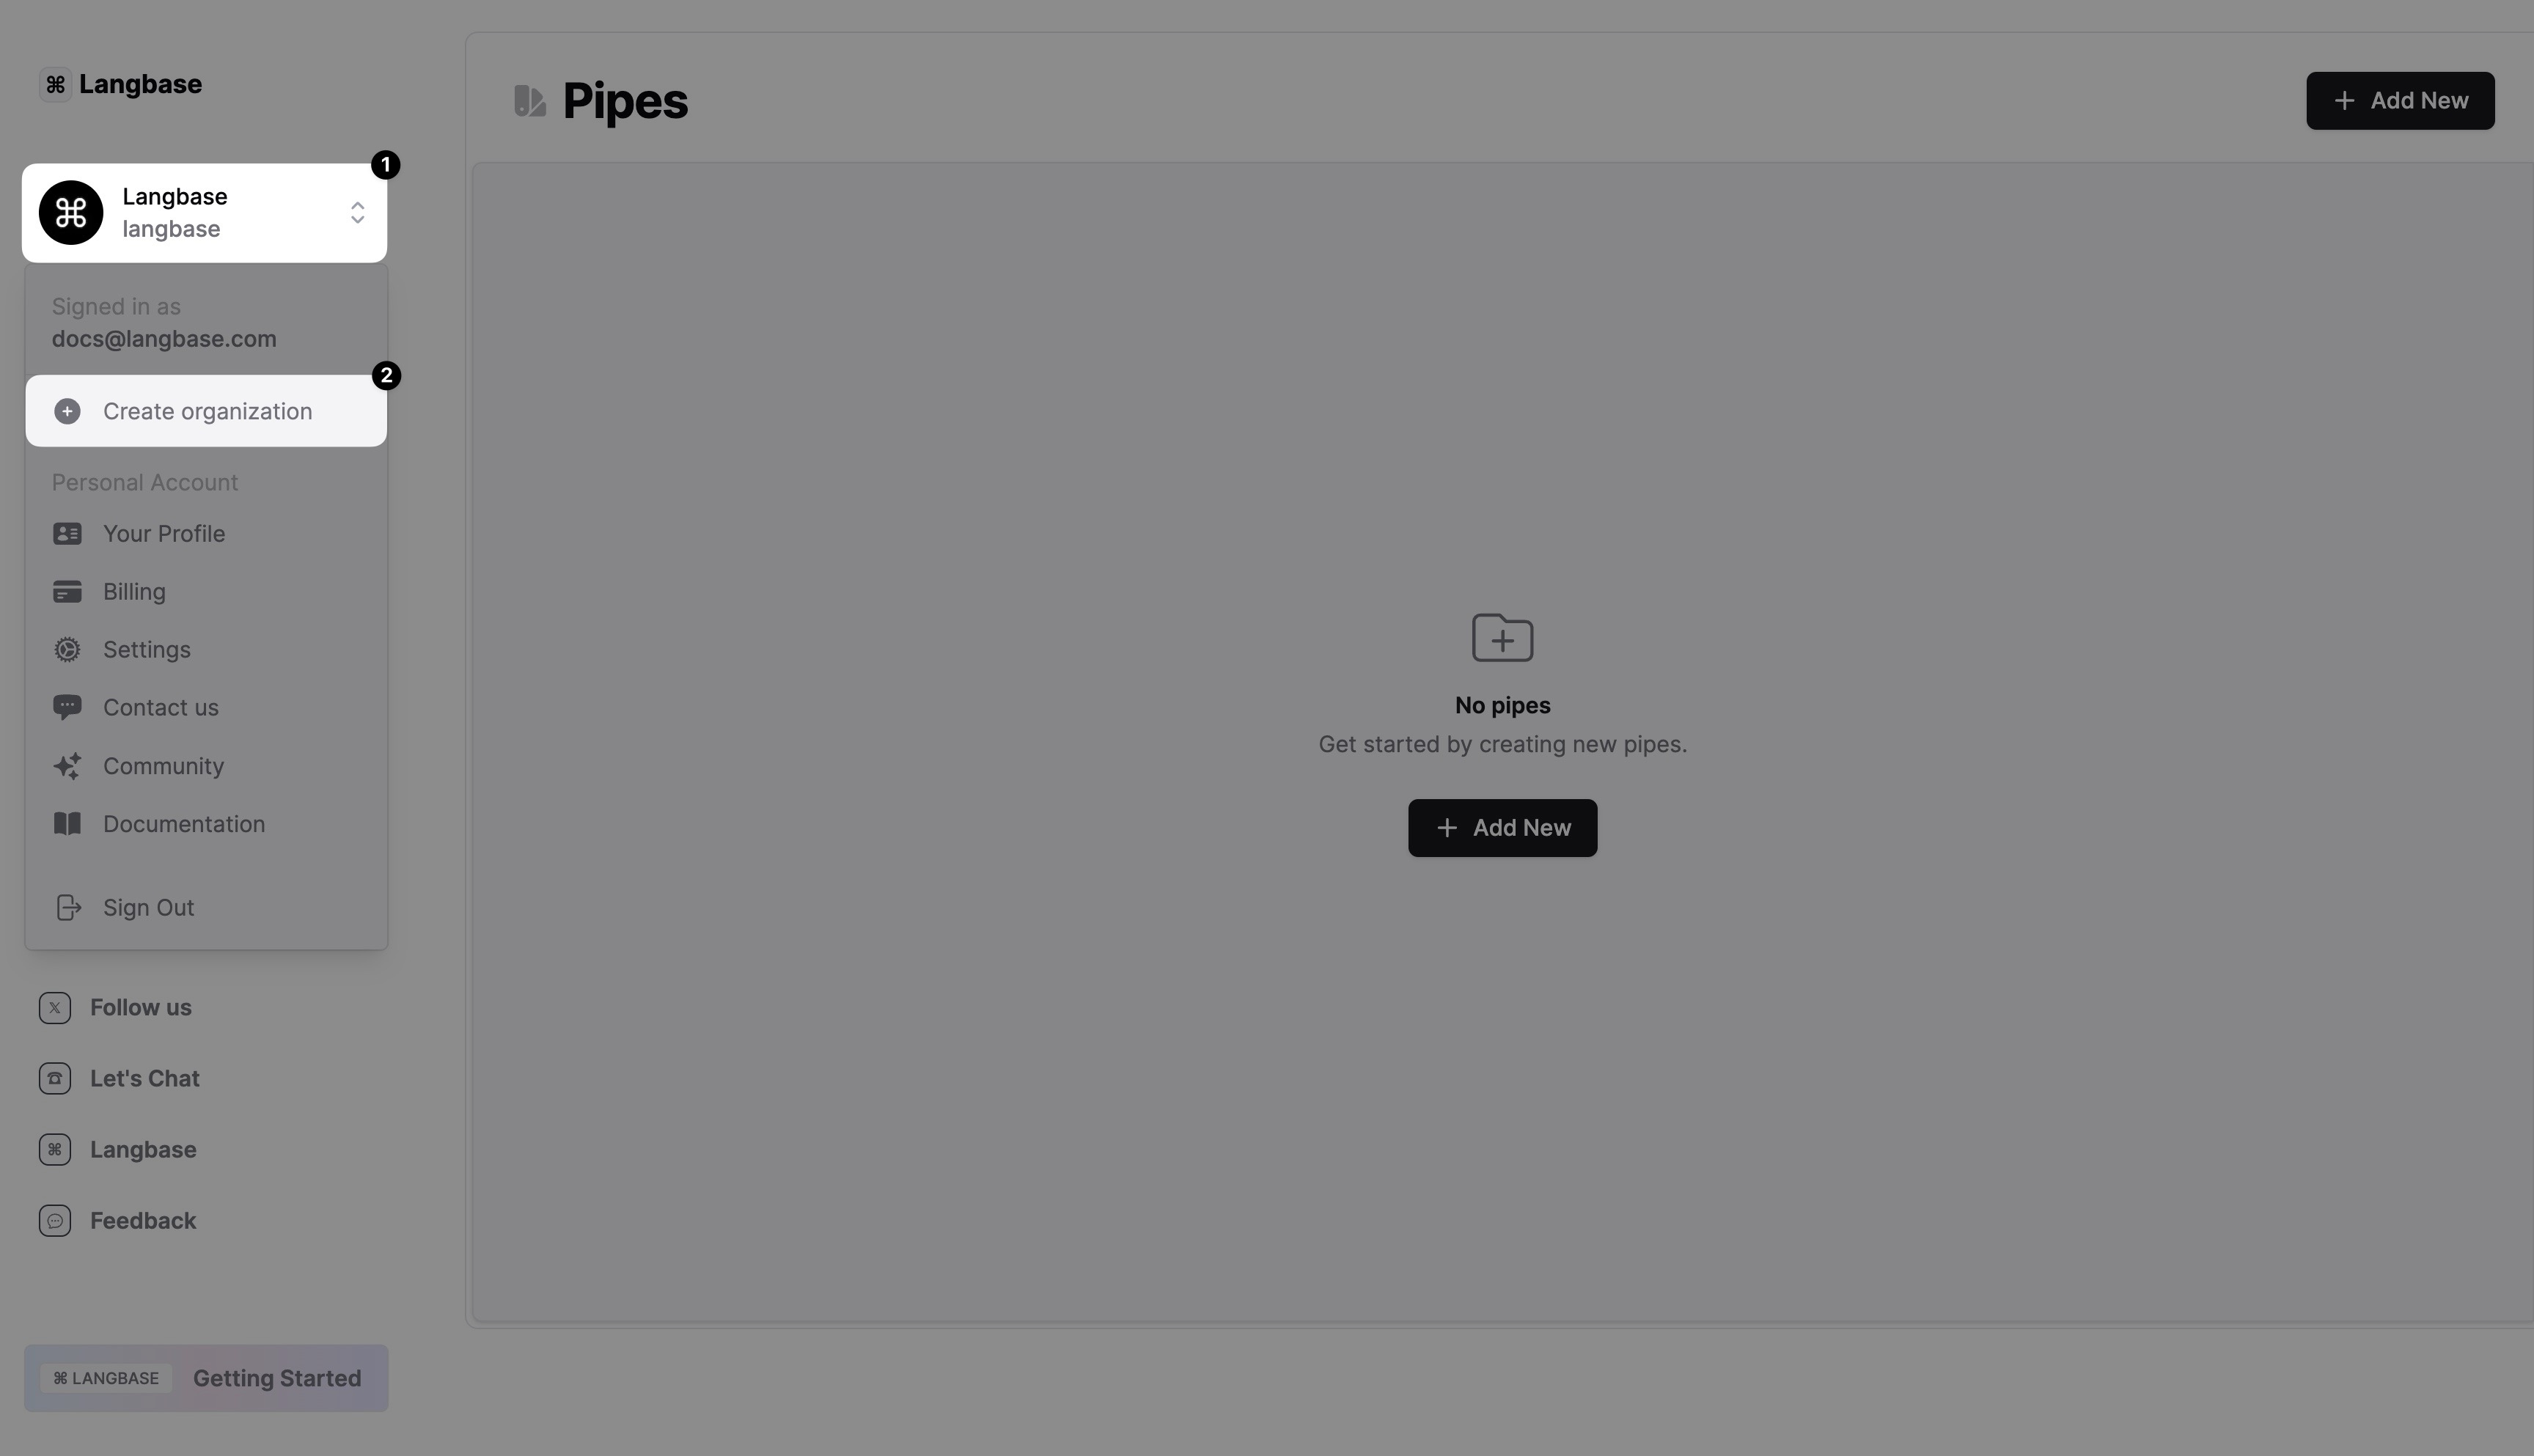 ⌘ Langbase
Pipes
+ Add New
1
Langbase
langbase
Signed in as
docs@langbase.com
2
Create organization
Personal Account
Your Profile
Billing
Settings
Contact us
Community
Documentation
Sign Out
No pipes
Get started by creating new pipes.
+ Add New
Follow us
Let's Chat
Langbase
Feedback
⌘ LANGBASE Getting Started